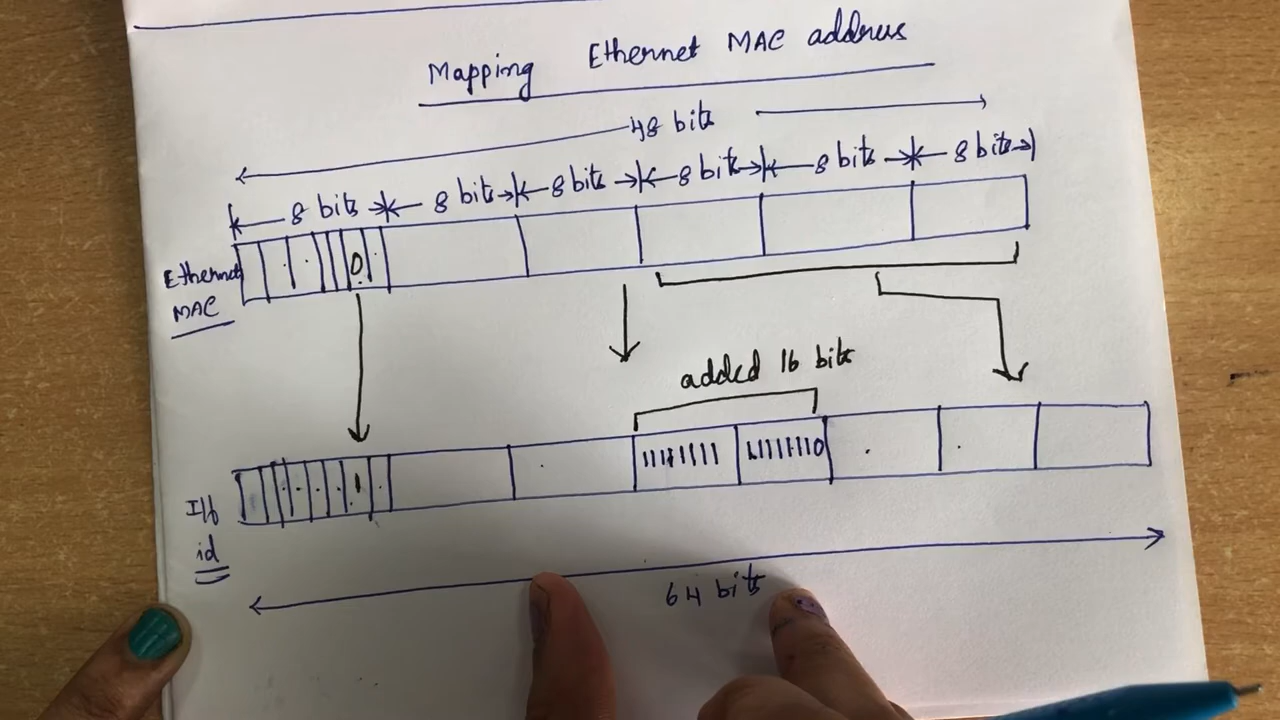 Mapping Ethernet MAC address
48 bits
8 bits 8 bits 8 bits 8 bits 8 bits 8 bits
Ethernet
MAC
0
added 16 bits
1 11111111 11111110
I/f
id
64 bits